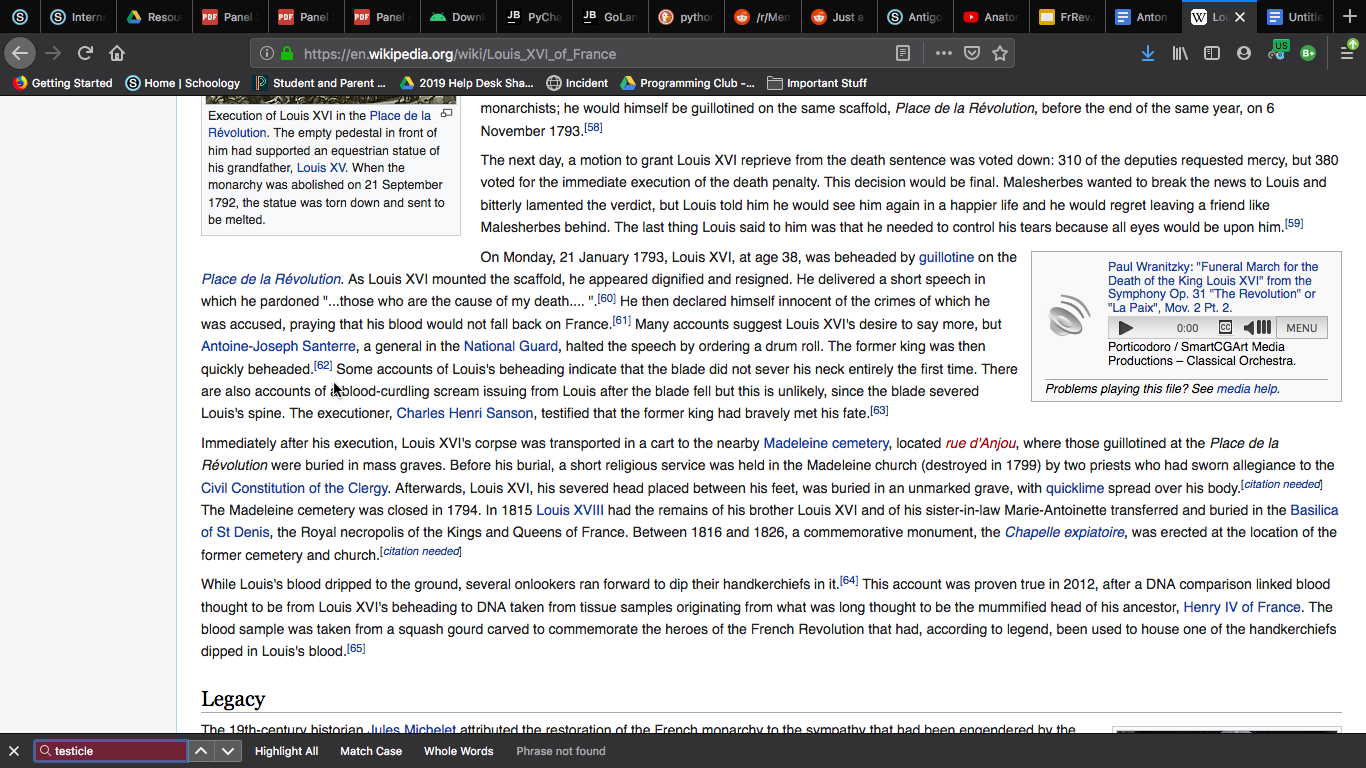 Intern
Resou
Panel
Panel
Panel
Downl
PyCha
GoLan
python
/r/Mem
Just a
Antigo
Anator
FrRev.
Anton
Lou
Untitle
https://en.wikipedia.org/wiki/Louis_XVI_of_France
US
B+
Getting Started
Home | Schoology
Student and Parent ...
2019 Help Desk Sha...
Incident
Programming Club -...
Important Stuff
Execution of Louis XVI in the Place de la
Révolution. The empty pedestal in front of
him had supported an equestrian statue of
his grandfather, Louis XV. When the
monarchy was abolished on 21 September
1792, the statue was torn down and sent to
be melted.
monarchists; he would himself be guillotined on the same scaffold, Place de la Révolution, before the end of the same year, on 6
November 1793.[58]
The next day, a motion to grant Louis XVI reprieve from the death sentence was voted down: 310 of the deputies requested mercy, but 380
voted for the immediate execution of the death penalty. This decision would be final. Malesherbes wanted to break the news to Louis and
bitterly lamented the verdict, but Louis told him he would see him again in a happier life and he would regret leaving a friend like
Malesherbes behind. The last thing Louis said to him was that he needed to control his tears because all eyes would be upon him.[59]
On Monday, 21 January 1793, Louis XVI, at age 38, was beheaded by guillotine on the
Place de la Révolution. As Louis XVI mounted the scaffold, he appeared dignified and resigned. He delivered a short speech in
which he pardoned "...those who are the cause of my death.... ".[60] He then declared himself innocent of the crimes of which he
was accused, praying that his blood would not fall back on France.[61] Many accounts suggest Louis XVI's desire to say more, but
Antoine-Joseph Santerre, a general in the National Guard, halted the speech by ordering a drum roll. The former king was then
quickly beheaded.[62] Some accounts of Louis's beheading indicate that the blade did not sever his neck entirely the first time. There
are also accounts of a blood-curdling scream issuing from Louis after the blade fell but this is unlikely, since the blade severed
Louis's spine. The executioner, Charles Henri Sanson, testified that the former king had bravely met his fate.[63]
Paul Wranitzky: "Funeral March for the
Death of the King Louis XVI" from the
Symphony Op. 31 "The Revolution" or
"La Paix", Mov. 2 Pt. 2.
0:00
CC
MENU
Porticodoro / SmartCGArt Media
Productions – Classical Orchestra.
Problems playing this file? See media help.
Immediately after his execution, Louis XVI's corpse was transported in a cart to the nearby Madeleine cemetery, located rue d'Anjou, where those guillotined at the Place de la
Révolution were buried in mass graves. Before his burial, a short religious service was held in the Madeleine church (destroyed in 1799) by two priests who had sworn allegiance to the
Civil Constitution of the Clergy. Afterwards, Louis XVI, his severed head placed between his feet, was buried in an unmarked grave, with quicklime spread over his body.[citation needed]
The Madeleine cemetery was closed in 1794. In 1815 Louis XVIII had the remains of his brother Louis XVI and of his sister-in-law Marie-Antoinette transferred and buried in the Basilica
of St Denis, the Royal necropolis of the Kings and Queens of France. Between 1816 and 1826, a commemorative monument, the Chapelle expiatoire, was erected at the location of the
former cemetery and church.[citation needed]
While Louis's blood dripped to the ground, several onlookers ran forward to dip their handkerchiefs in it.[64] This account was proven true in 2012, after a DNA comparison linked blood
thought to be from Louis XVI's beheading to DNA taken from tissue samples originating from what was long thought to be the mummified head of his ancestor, Henry IV of France. The
blood sample was taken from a squash gourd carved to commemorate the heroes of the French Revolution that had, according to legend, been used to house one of the handkerchiefs
dipped in Louis's blood.[65]
Legacy
The 19th-century historian Jules Michelet attributed the restoration of the French monarchy to the sympathy that had been engendered by the
testicle
Highlight All
Match Case
Whole Words
Phrase not found